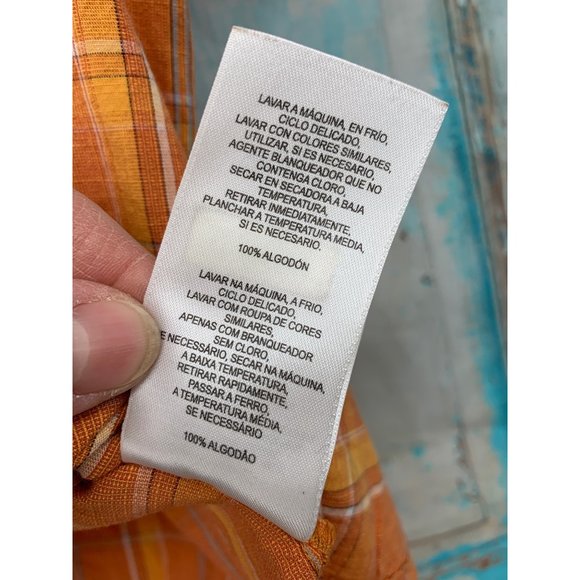 LAVAR A MÁQUINA, EN FRÍO,
CICLO DELICADO,
LAVAR CON COLORES SIMILARES,
UTILIZAR, SI ES NECESARIO,
AGENTE BLANQUEADOR QUE NO
CONTENGA CLORO,
SECAR EN SECADORA A BAJA
TEMPERATURA,
RETIRAR INMEDIATAMENTE,
PLANCHAR A TEMPERATURA MEDIA,
SI ES NECESARIO.
100% ALGODÓN
LAVAR NA MÁQUINA, A FRIO,
CICLO DELICADO,
LAVAR COM ROUPA DE CORES
SIMILARES,
APENAS COM BRANQUEADOR
SEM CLORO,
E NECESSÁRIO, SECAR NA MÁQUINA,
A BAIXA TEMPERATURA,
RETIRAR RAPIDAMENTE,
PASSAR A FERRO,
A TEMPERATURA MÉDIA,
SE NECESSÁRIO
100% ALGODÃO